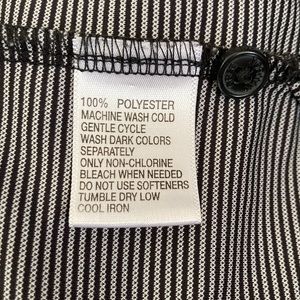 100% POLYESTER
MACHINE WASH COLD
GENTLE CYCLE
WASH DARK COLORS
SEPARATELY
ONLY NON-CHLORINE
BLEACH WHEN NEEDED
DO NOT USE SOFTENERS
TUMBLE DRY LOW
COOL IRON